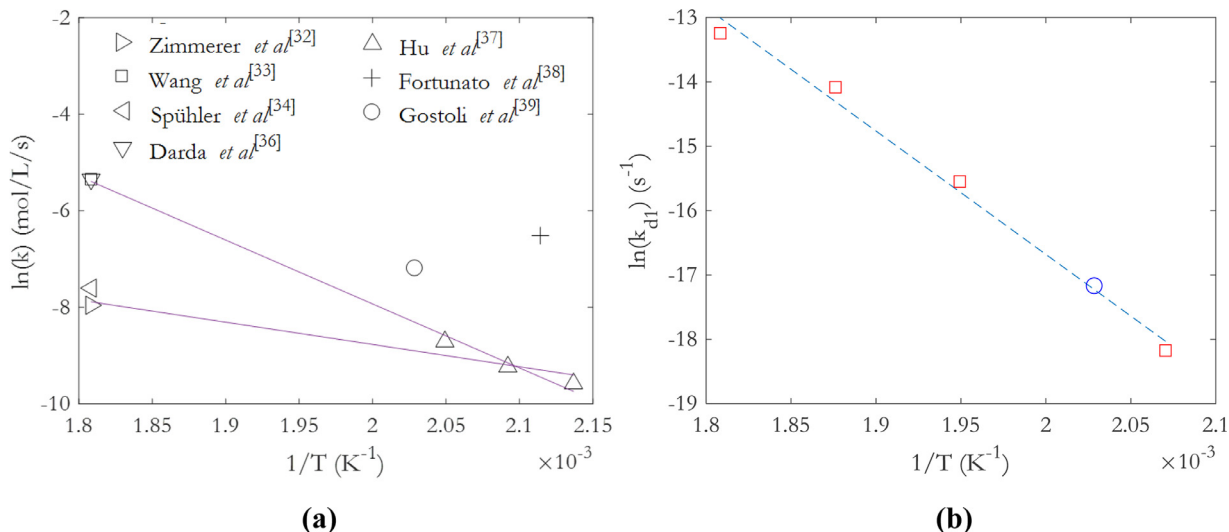 -2
-4
-6
-8
-10
ln(k) (mol/L/s)
Zimmerer et al[32]
Wang et al[33]
Spühler et al[34]
Darda et al[36]
Hu et al[37]
Fortunato et al[38]
Gostoli et al[39]
1.8 1.85 1.9 1.95 2 2.05 2.1 2.15
1/T (K-1)
×10-3
(a)
-13
-14
-15
-16
-17
-18
-19
ln(kd1) (s-1)
1.8 1.85 1.9 1.95 2 2.05 2.1
1/T (K-1)
×10-3
(b)